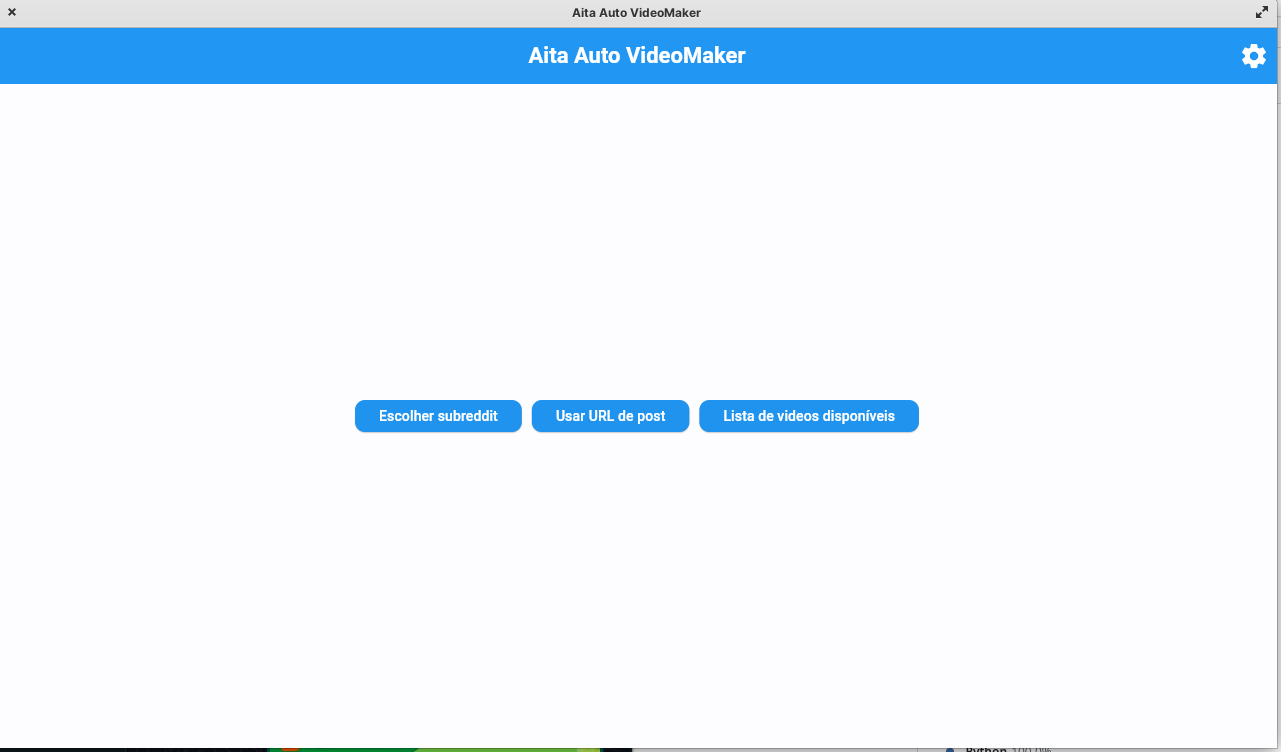 Aita Auto VideoMaker
Aita Auto VideoMaker
Escolher subreddit
Usar URL de post
Lista de videos disponíveis
Python 100.0%